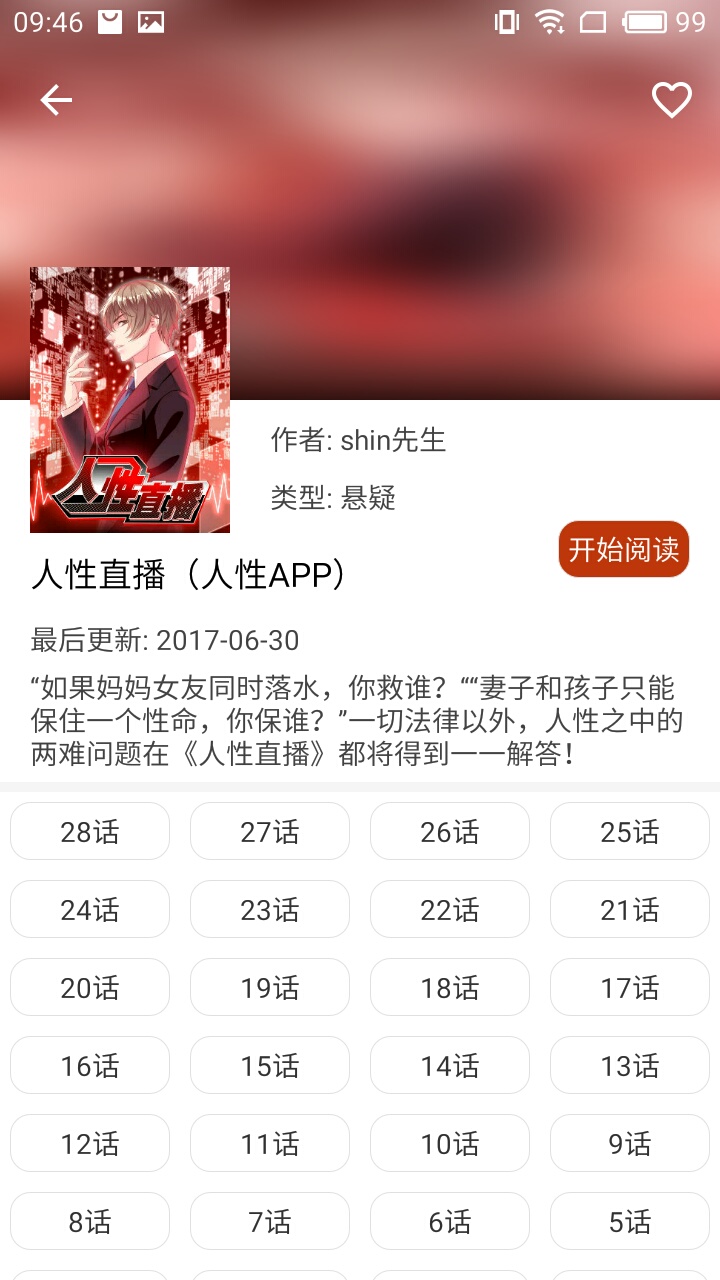 09:46
99
人性直播
作者: shin先生
类型: 悬疑
开始阅读
人性直播（人性APP）
最后更新: 2017-06-30
“如果妈妈女友同时落水，你救谁？““妻子和孩子只能
保住一个性命，你保谁？”一切法律以外，人性之中的
两难问题在《人性直播》都将得到一一解答！
28话 27话 26话 25话
24话 23话 22话 21话
20话 19话 18话 17话
16话 15话 14话 13话
12话 11话 10话 9话
8话 7话 6话 5话